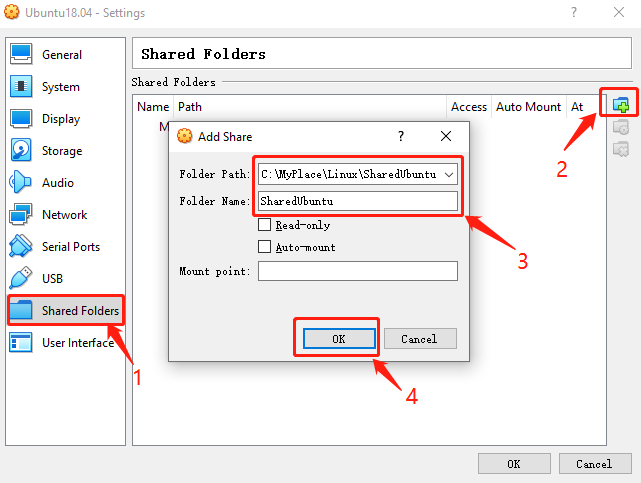 Ubuntu18.04 - Settings
General
System
Display
Storage
Audio
Network
Serial Ports
USB
Shared Folders
User Interface
1
Shared Folders
Shared Folders
Name Path Access Auto Mount At
M
2
Add Share
Folder Path: C:\MyPlace\Linux\SharedUbuntu
Folder Name: SharedUbuntu
Read-only
Auto-mount
3
Mount point:
OK Cancel
4
OK Cancel